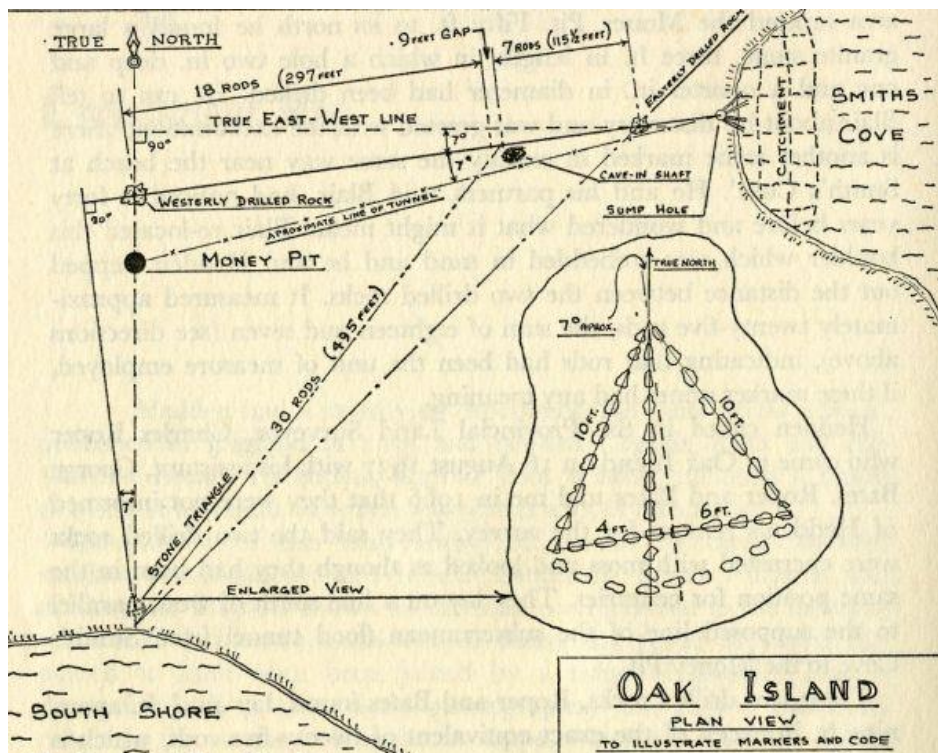 TRUE NORTH
9 FEET GAP
7 RODS (115½ FEET)
18 RODS (297 FEET
EASTERLY DRILLED ROCK
TRUE EAST-WEST LINE
90°
7°
SMITHS
COVE
CATCHMENT
CAVE-IN SHAFT
WESTERLY DRILLED ROCK
90°
APROXIMATE LINE OF TUNNEL
SUMP HOLE
MONEY PIT
TRUE NORTH
7° APROX.
30 RODS (495 FEET)
10 FT.
10 FT.
4 FT.
6 FT.
STONE TRIANGLE
ENLARGED VIEW
SOUTH SHORE
OAK ISLAND
PLAN VIEW
TO ILLUSTRATE MARKERS AND CODE